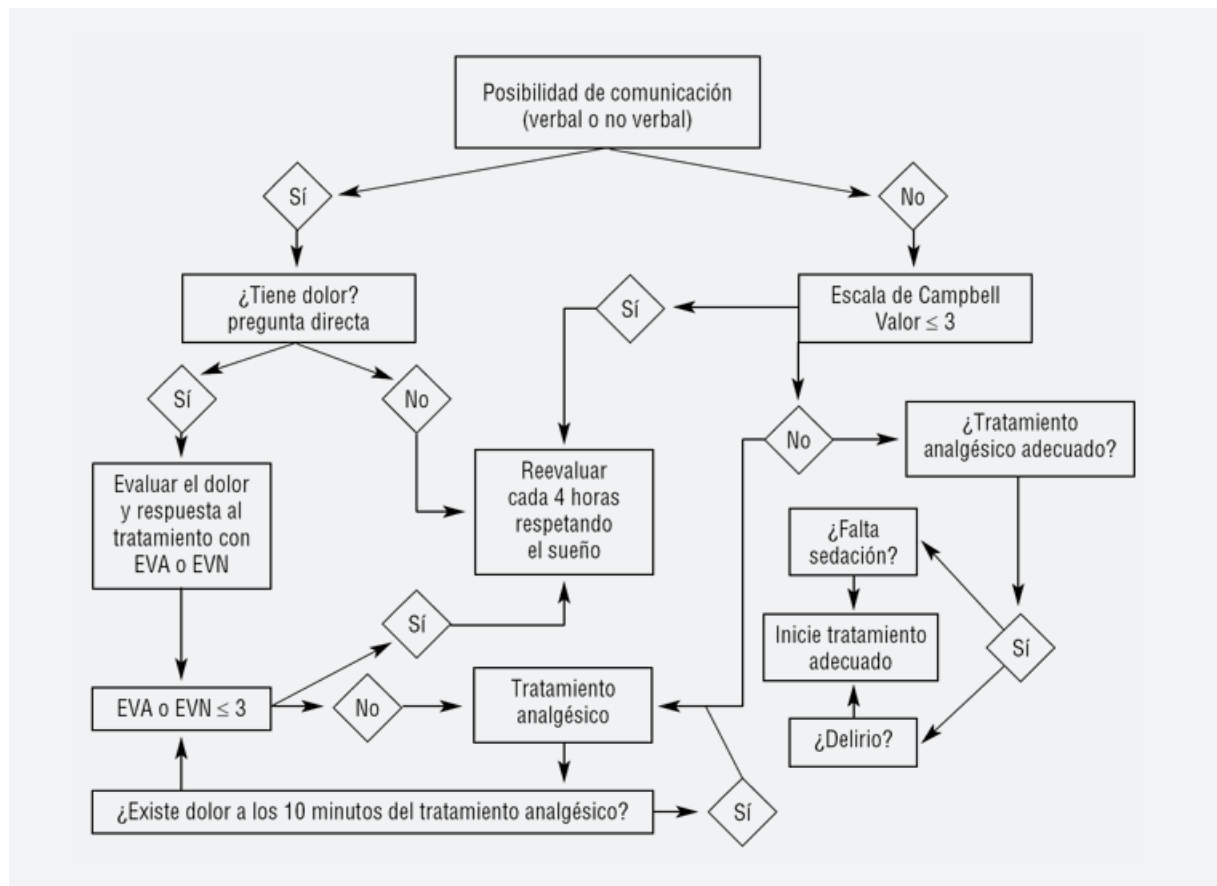 Posibilidad de comunicación
(verbal o no verbal)
Sí
No
¿Tiene dolor?
pregunta directa
Sí
Escala de Campbell
Valor ≤ 3
Sí
No
No
¿Tratamiento
analgésico adecuado?
Evaluar el dolor
y respuesta al
tratamiento con
EVA o EVN
Reevaluar
cada 4 horas
respetando
el sueño
¿Falta
sedación?
Sí
Inicie tratamiento
adecuado
Sí
EVA o EVN ≤ 3
No
Tratamiento
analgésico
¿Delirio?
¿Existe dolor a los 10 minutos del tratamiento analgésico?
Sí